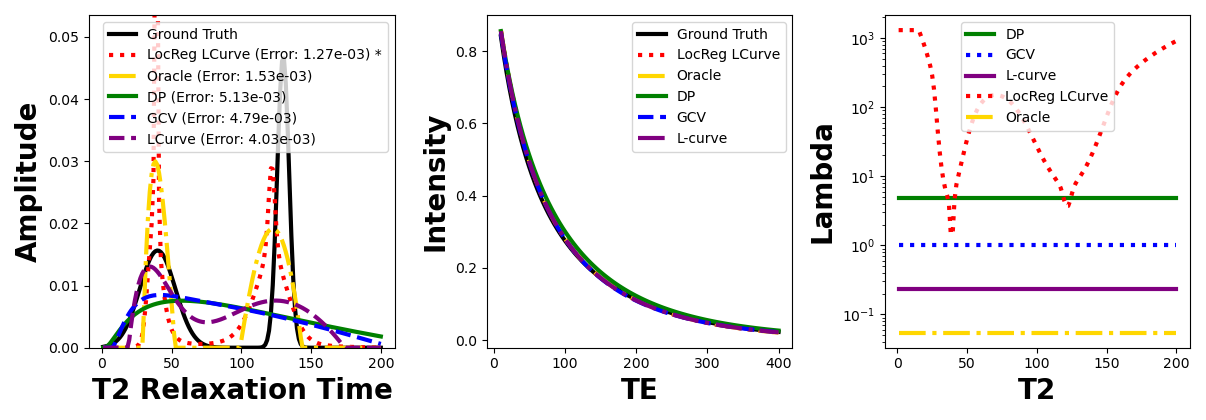 Amplitude
0.05
0.04
0.03
0.02
0.01
0.00
0
50
100
150
200
T2 Relaxation Time
Ground Truth
LocReg LCurve (Error: 1.27e-03) *
Oracle (Error: 1.53e-03)
DP (Error: 5.13e-03)
GCV (Error: 4.79e-03)
LCurve (Error: 4.03e-03)
Intensity
0.8
0.6
0.4
0.2
0.0
0
100
200
300
400
TE
Ground Truth
LocReg LCurve
Oracle
DP
GCV
L-curve
Lambda
10³
10²
10¹
10⁰
10⁻¹
0
50
100
150
200
T2
DP
GCV
L-curve
LocReg LCurve
Oracle